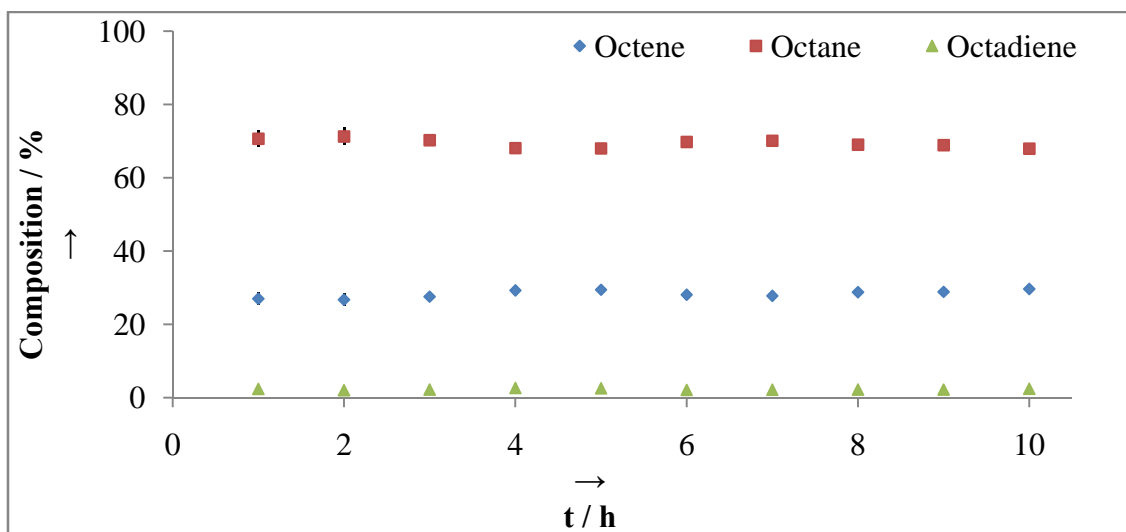 100
Octene Octane Octadiene
80
60
40
20
0
Composition / %
→
0 2 4 6 8 10
→
t / h